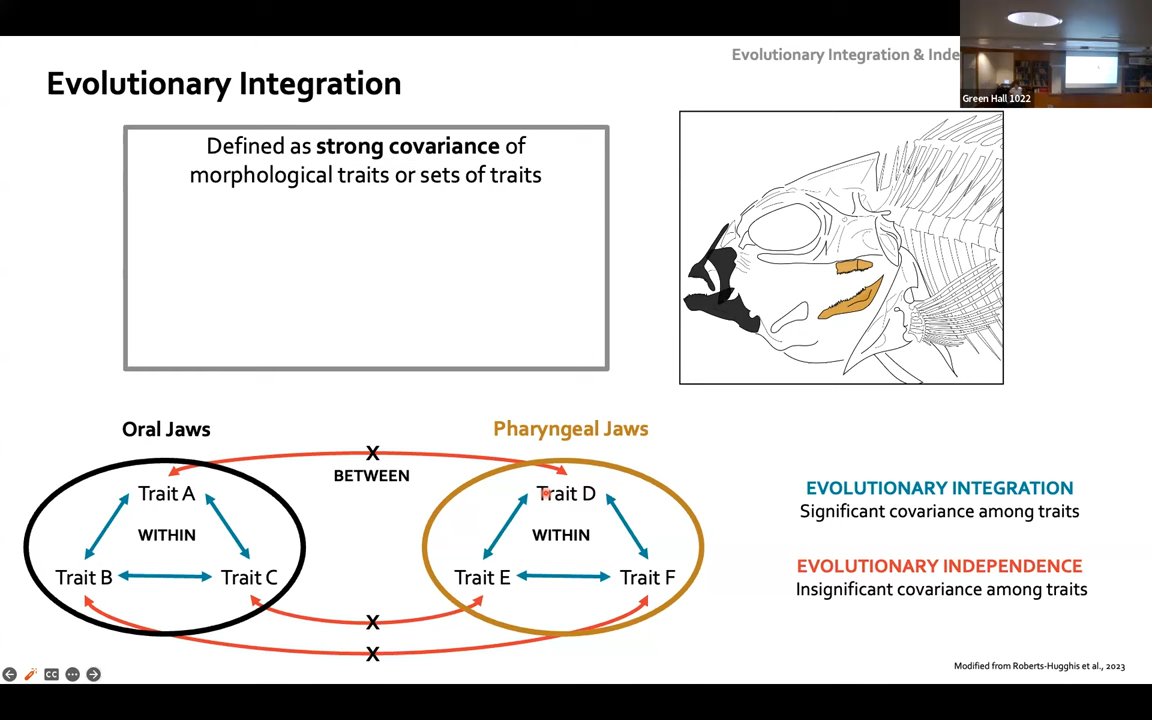 Evolutionary Integration & Inde
Green Hall 1022
Evolutionary Integration
Defined as strong covariance of
morphological traits or sets of traits
Oral Jaws
Pharyngeal Jaws
X
BETWEEN
Trait A
WITHIN
Trait B
Trait C
Trait D
WITHIN
Trait E
Trait F
X
X
EVOLUTIONARY INTEGRATION
Significant covariance among traits
EVOLUTIONARY INDEPENDENCE
Insignificant covariance among traits
Modified from Roberts-Hugghis et al., 2023
CC